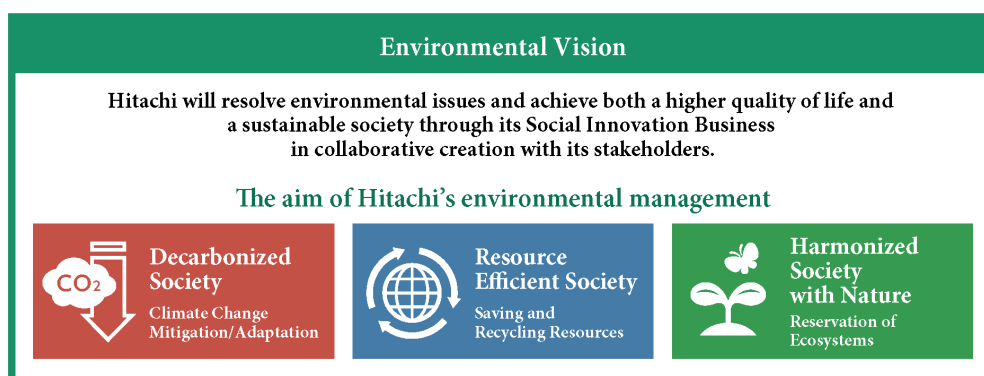 Environmental Vision
Hitachi will resolve environmental issues and achieve both a higher quality of life and
a sustainable society through its Social Innovation Business
in collaborative creation with its stakeholders.
The aim of Hitachi’s environmental management
CO2
Decarbonized
Society
Climate Change
Mitigation/Adaptation
Resource
Efficient Society
Saving and
Recycling Resources
Harmonized
Society
with Nature
Reservation of
Ecosystems